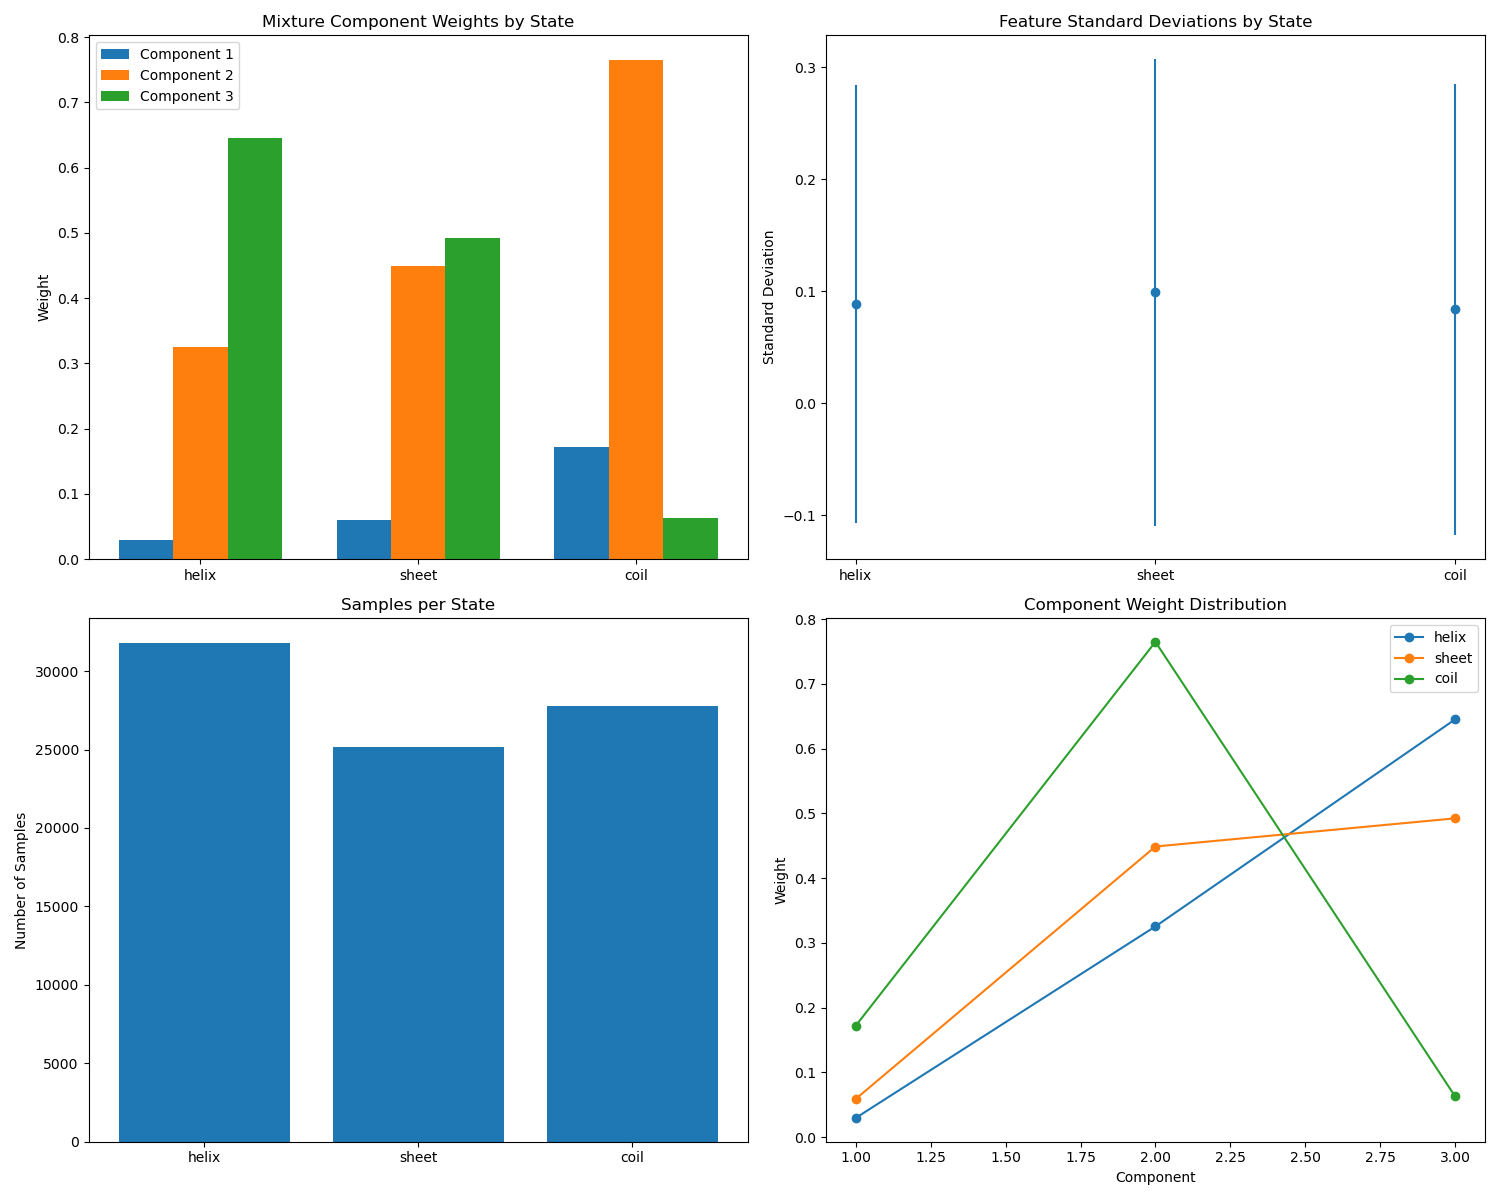 Mixture Component Weights by State
Component 1
Component 2
Component 3
Weight
0.8
0.7
0.6
0.5
0.4
0.3
0.2
0.1
0.0
helix sheet coil
Feature Standard Deviations by State
Standard Deviation
0.3
0.2
0.1
0.0
−0.1
helix sheet coil
Samples per State
Number of Samples
30000
25000
20000
15000
10000
5000
0
helix sheet coil
Component Weight Distribution
helix
sheet
coil
Weight
0.8
0.7
0.6
0.5
0.4
0.3
0.2
0.1
0.0
1.00 1.25 1.50 1.75 2.00 2.25 2.50 2.75 3.00
Component